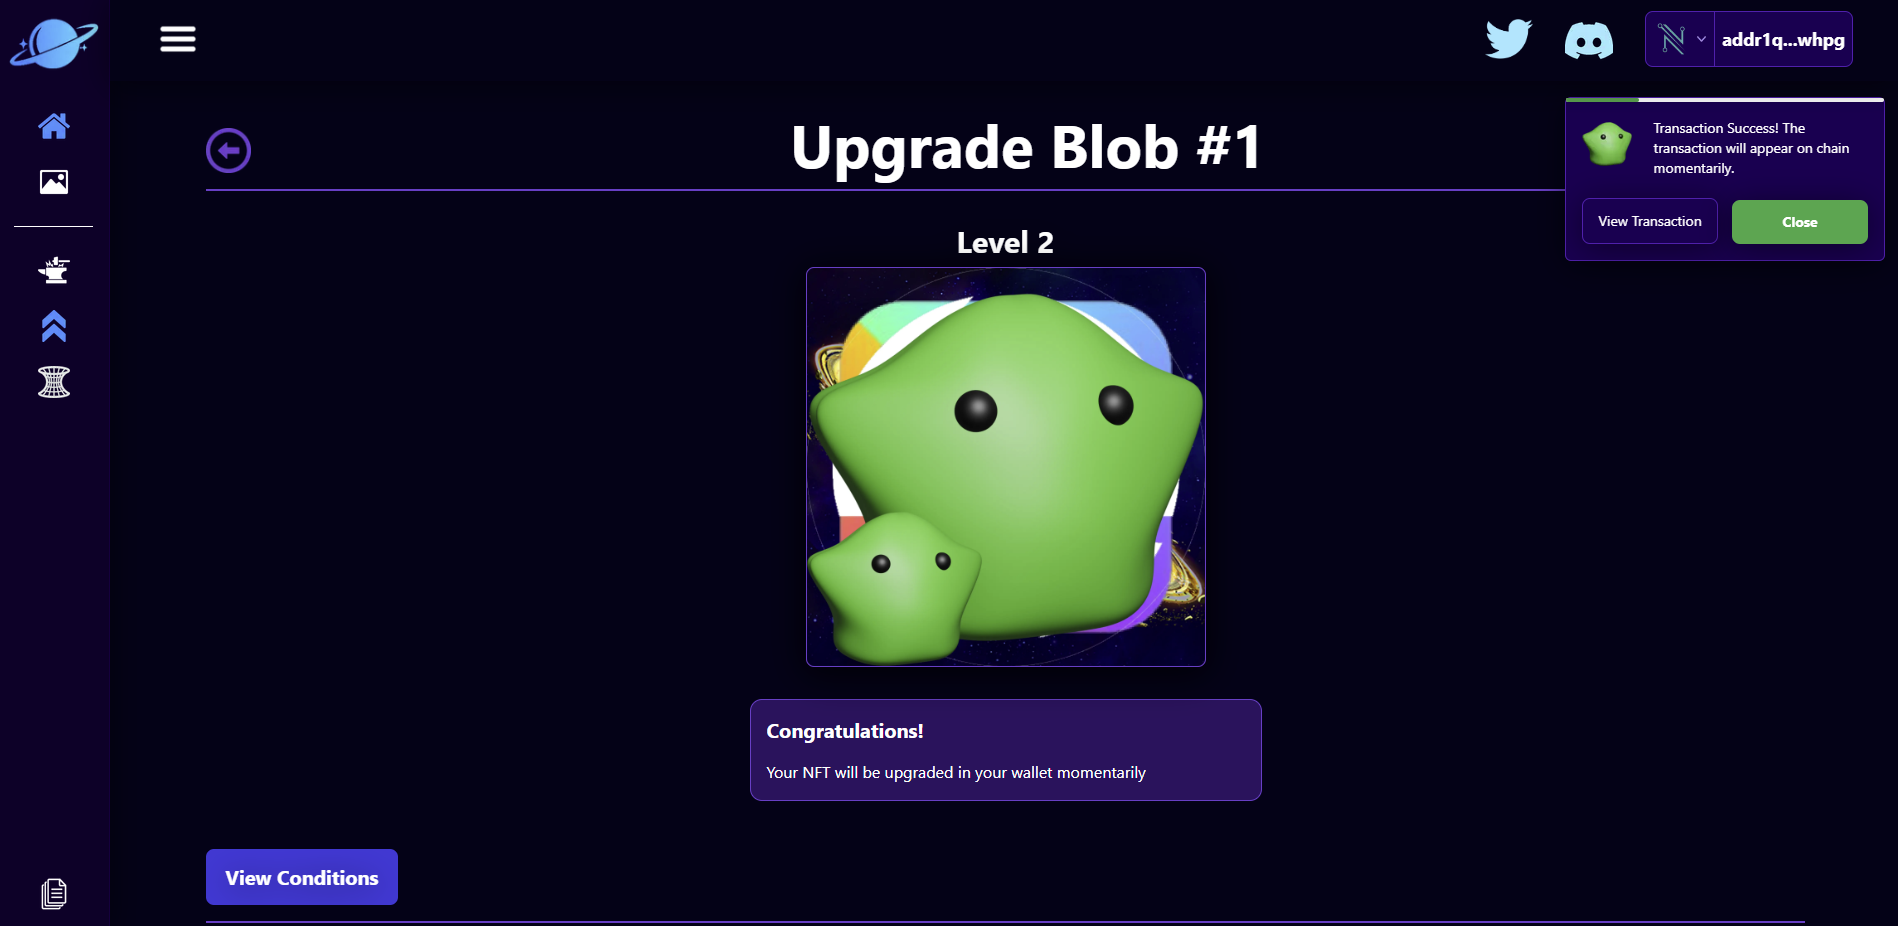 addr1q...whpg
Upgrade Blob #1
Transaction Success! The
transaction will appear on chain
momentarily.
View Transaction
Close
Level 2
Congratulations!
Your NFT will be upgraded in your wallet momentarily
View Conditions